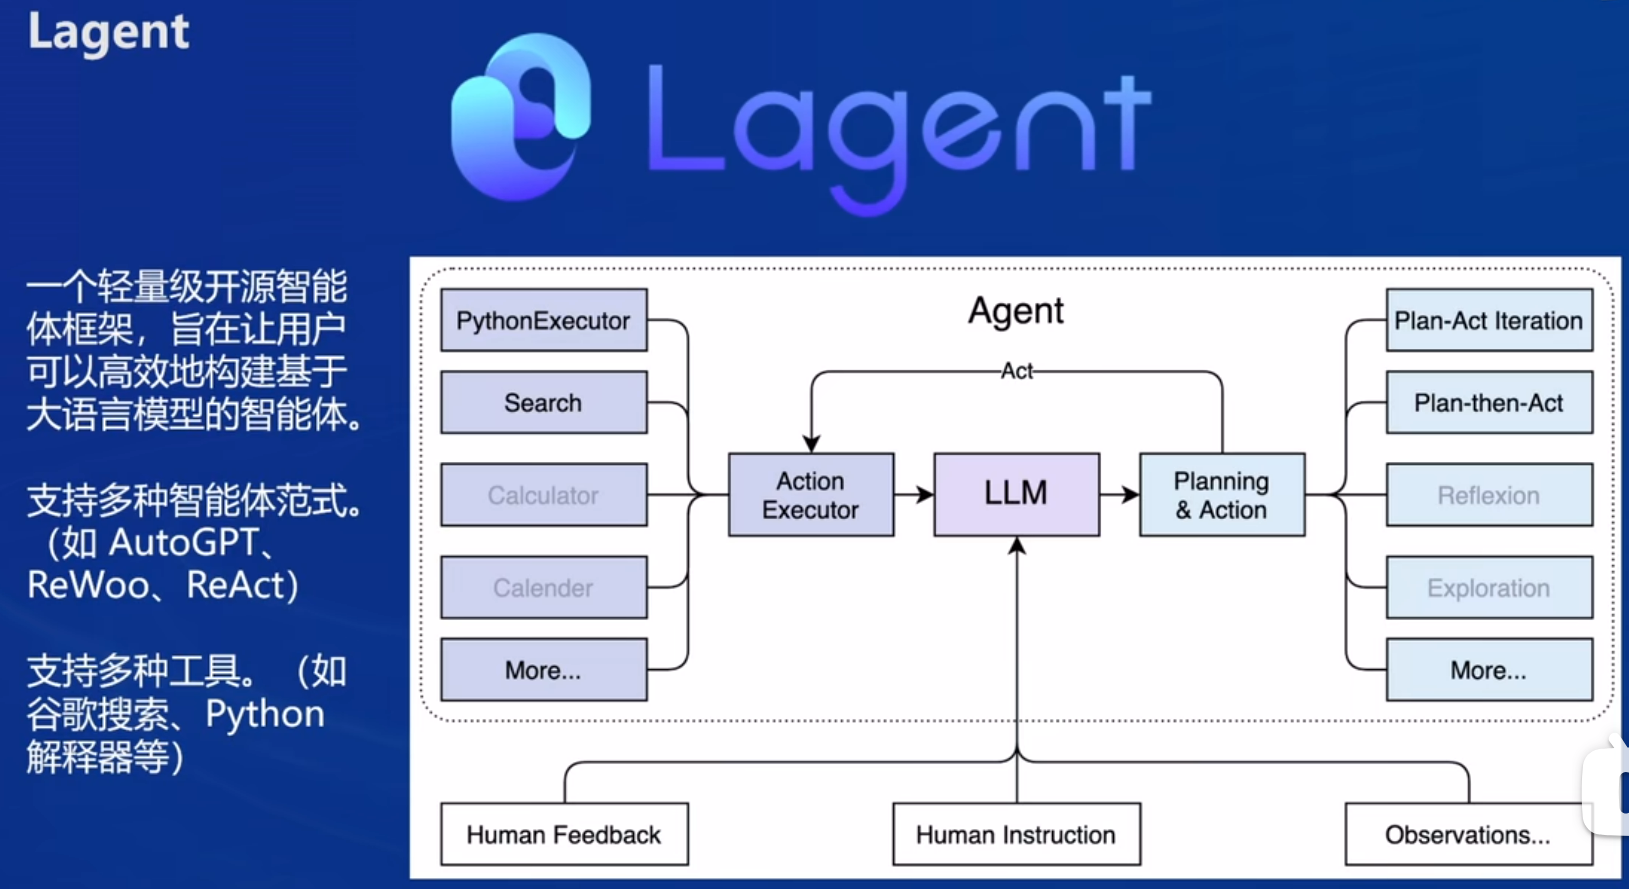 Lagent
Lagent
一个轻量级开源智能
体框架，旨在让用户
可以高效地构建基于
大语言模型的智能体。
支持多种智能体范式。
（如 AutoGPT、
ReWoo、ReAct）
支持多种工具。（如
谷歌搜索、Python
解释器等）
Agent
PythonExecutor
Search
Calculator
Calender
More...
Act
Action
Executor
LLM
Planning
& Action
Plan-Act Iteration
Plan-then-Act
Reflexion
Exploration
More...
Human Feedback
Human Instruction
Observations...